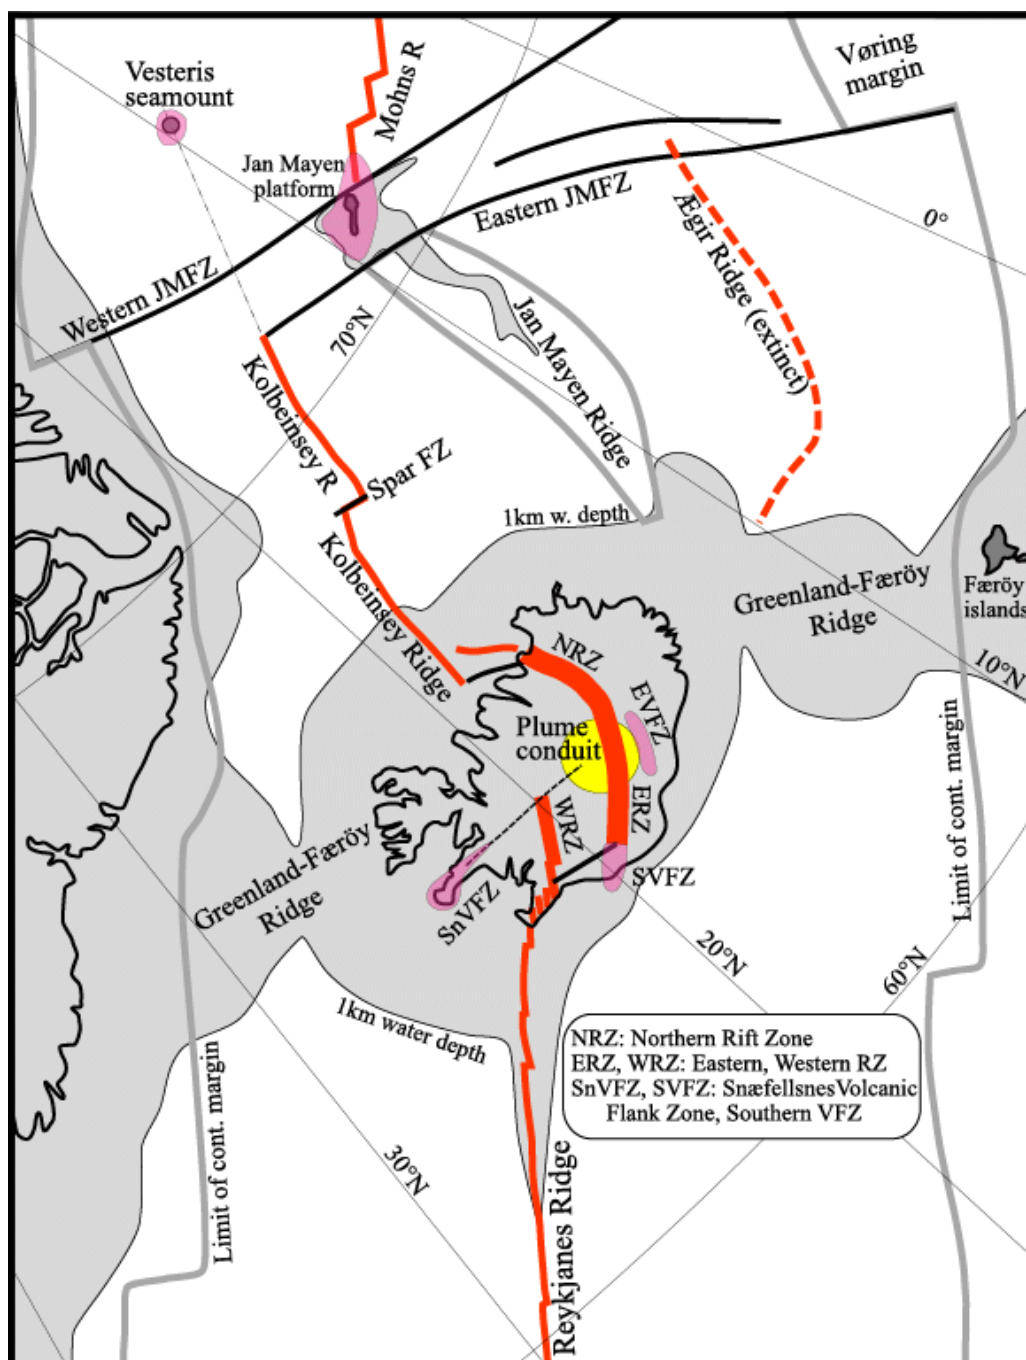 Vøring
margin
Vesteris
seamount
Mohns R
Jan Mayen
platform
Eastern JMFZ
0°
Ægir Ridge (extinct)
Western JMFZ
70°N
Jan Mayen Ridge
Kolbeinsey R
Spar FZ
1km w. depth
Kolbeinsey Ridge
Greenland-Færöy
Ridge
Færöy
islands
10°N
NRZ
EVFZ
Plume
conduit
WRZ
ERZ
Limit of cont. margin
Greenland-Færöy
Ridge
SnVFZ
SVFZ
20°N
60°N
1km water depth
NRZ: Northern Rift Zone
ERZ, WRZ: Eastern, Western RZ
SnVFZ, SVFZ: SnæfellsnesVolcanic
Flank Zone, Southern VFZ
Limit of cont. margin
30°N
Reykjanes Ridge